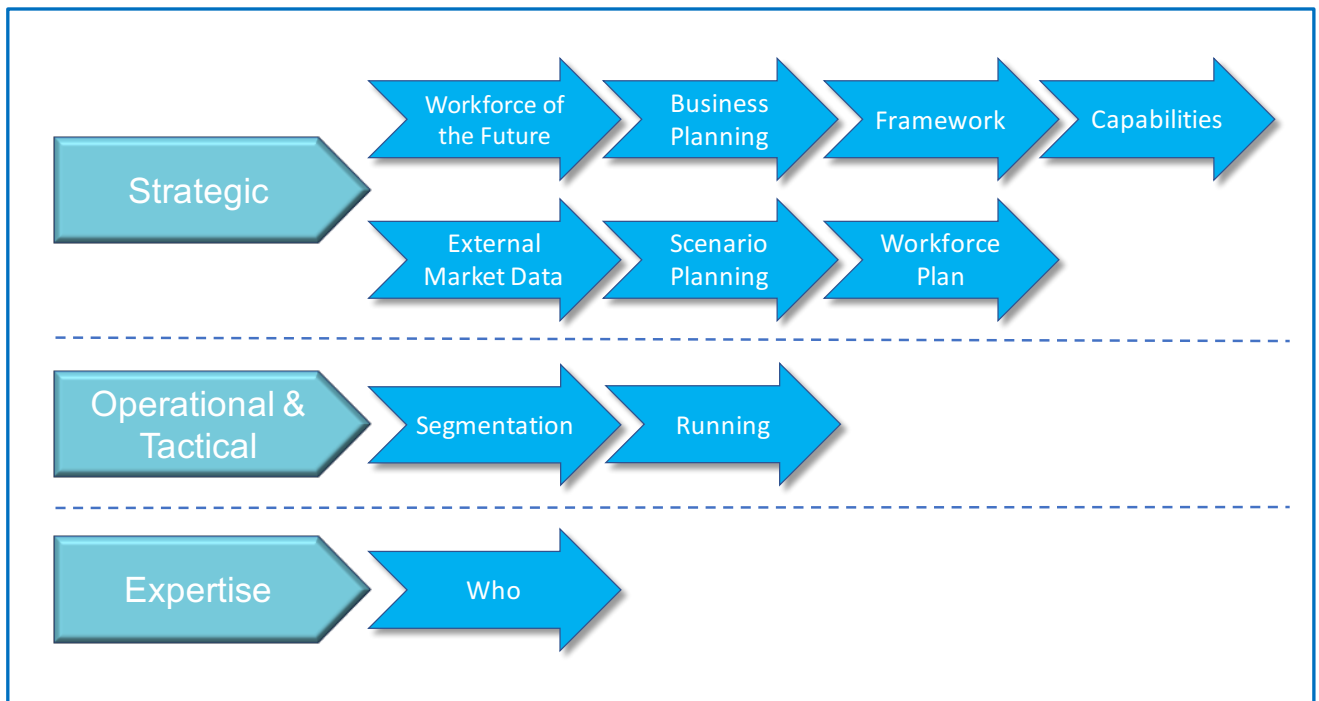 Strategic
Workforce of
the Future
Business
Planning
Framework
Capabilities
External
Market Data
Scenario
Planning
Workforce
Plan
Operational &
Tactical
Segmentation
Running
Expertise
Who